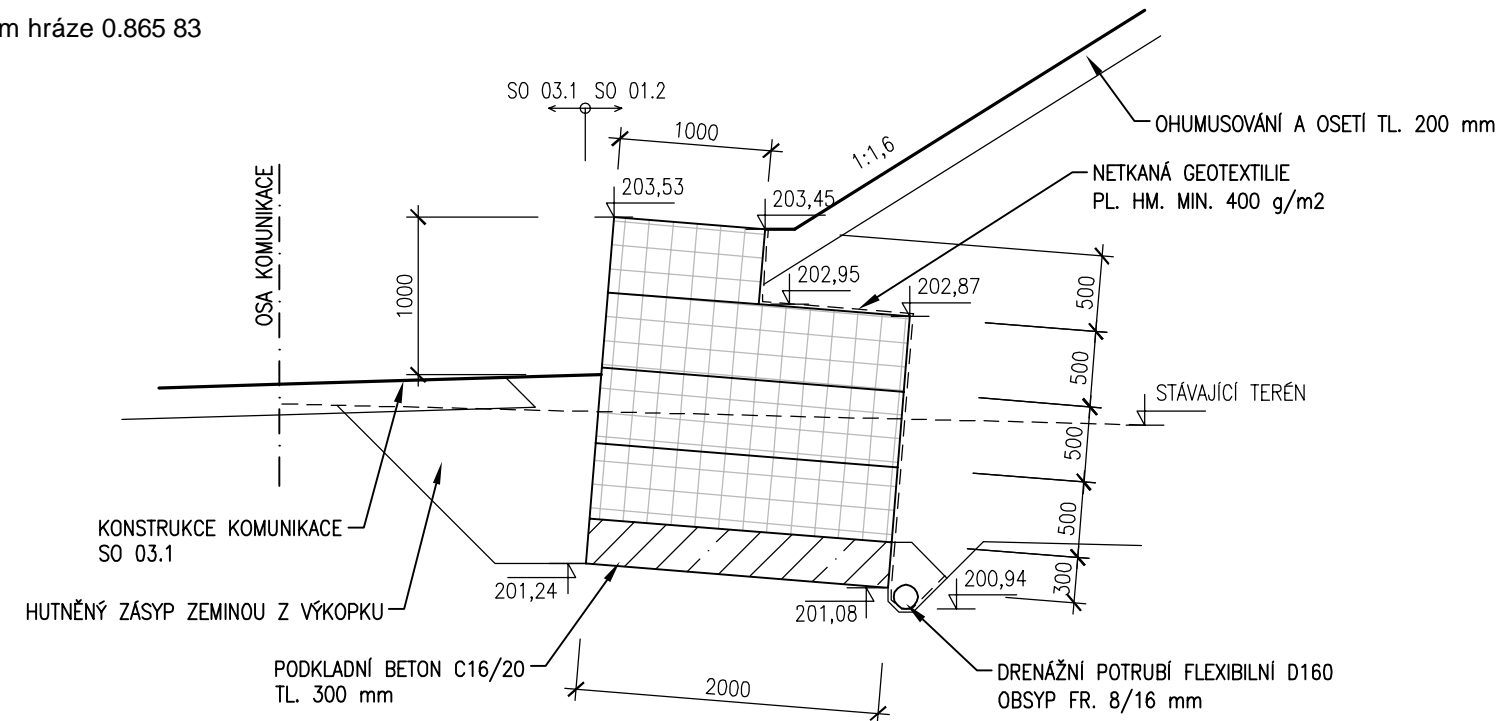 m hráze 0.865 83
SO 03.1 SO 01.2
1000
1:1,6
OHUMUSOVÁNÍ A OSETÍ TL. 200 mm
OSA KOMUNIKACE
203,53
203,45
NETKANÁ GEOTEXTILIE
PL. HM. MIN. 400 g/m2
1000
202,95
202,87
500
500
STÁVAJÍCÍ TERÉN
500
500
KONSTRUKCE KOMUNIKACE
SO 03.1
201,24
200,94
300
HUTNĚNÝ ZÁSYP ZEMINOU Z VÝKOPKU
201,08
PODKLADNÍ BETON C16/20
TL. 300 mm
2000
DRENÁŽNÍ POTRUBÍ FLEXIBILNÍ D160
OBSYP FR. 8/16 mm